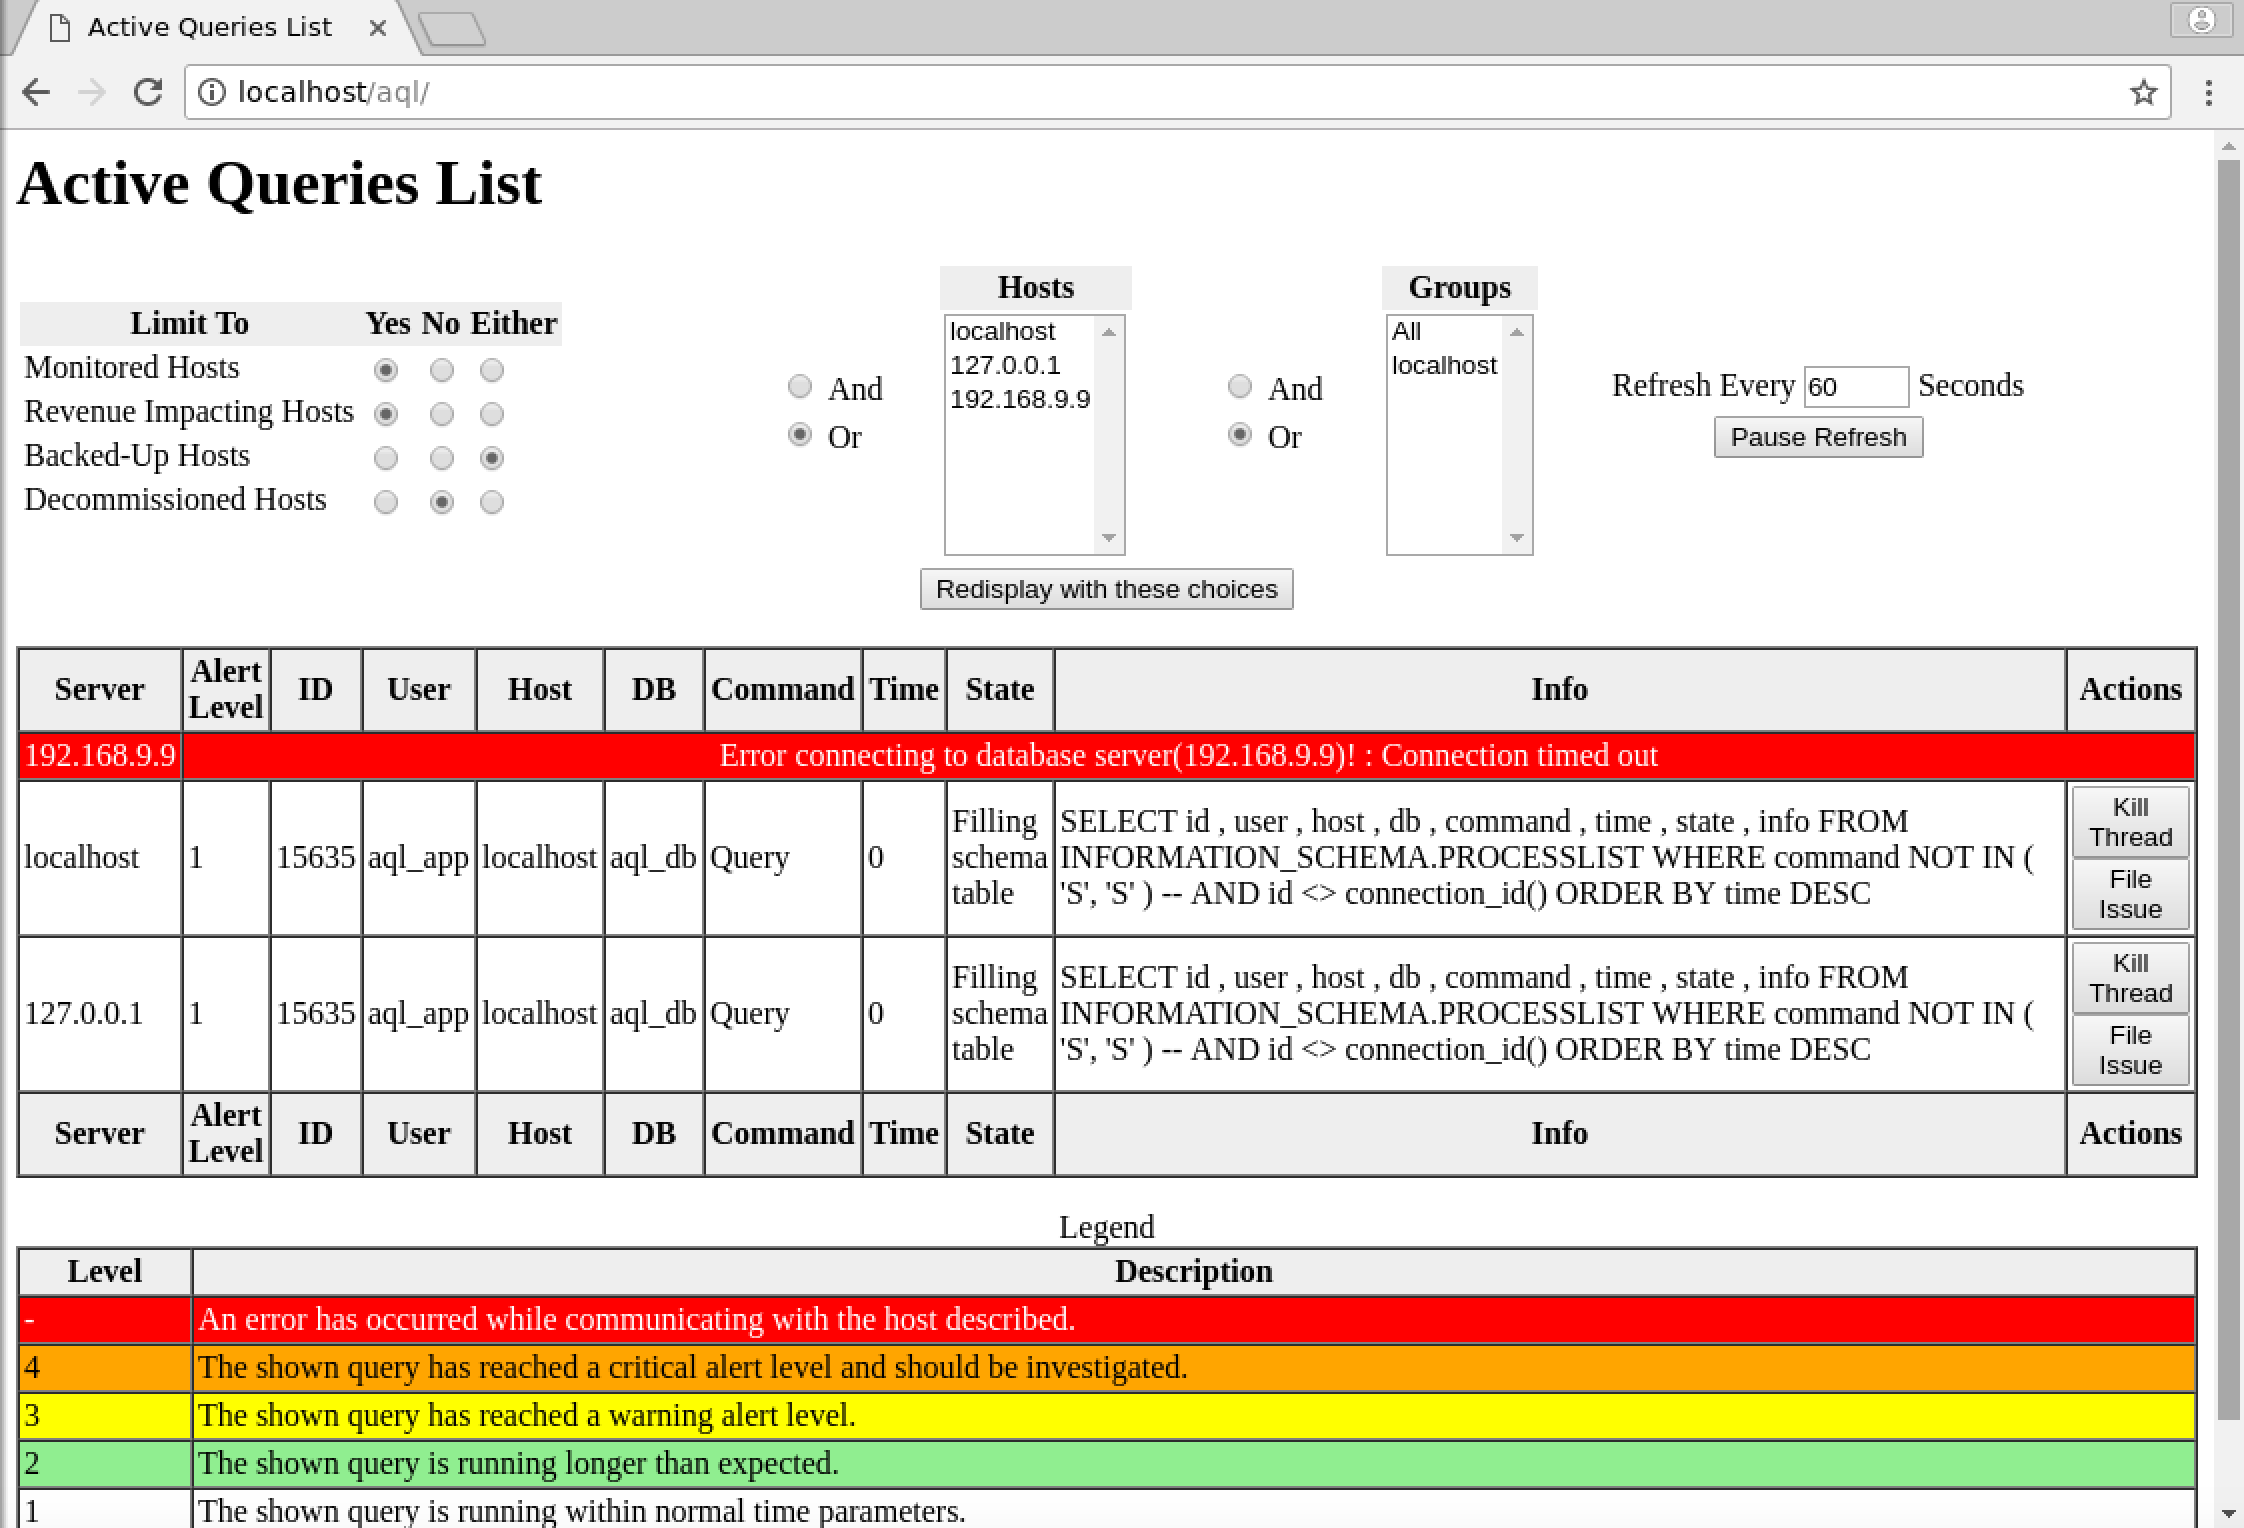 Active Queries List
localhost/aql/
Active Queries List
Limit To Yes No Either
Monitored Hosts
Revenue Impacting Hosts
Backed-Up Hosts
Decommissioned Hosts
And
Or
Hosts
localhost
127.0.0.1
192.168.9.9
And
Or
Groups
All
localhost
Refresh Every 60 Seconds
Pause Refresh
Redisplay with these choices
Server Alert Level ID User Host DB Command Time State Info Actions
192.168.9.9 Error connecting to database server(192.168.9.9)! : Connection timed out
localhost 1 15635 aql_app localhost aql_db Query 0
Filling
schema
table
SELECT id , user , host , db , command , time , state , info FROM
INFORMATION_SCHEMA.PROCESSLIST WHERE command NOT IN (
'S', 'S' ) -- AND id <> connection_id() ORDER BY time DESC
Kill
Thread
File
Issue
127.0.0.1 1 15635 aql_app localhost aql_db Query 0
Filling
schema
table
SELECT id , user , host , db , command , time , state , info FROM
INFORMATION_SCHEMA.PROCESSLIST WHERE command NOT IN (
'S', 'S' ) -- AND id <> connection_id() ORDER BY time DESC
Kill
Thread
File
Issue
Server Alert Level ID User Host DB Command Time State Info Actions
Legend
Level Description
- An error has occurred while communicating with the host described.
4 The shown query has reached a critical alert level and should be investigated.
3 The shown query has reached a warning alert level.
2 The shown query is running longer than expected.
1 The shown query is running within normal time parameters.